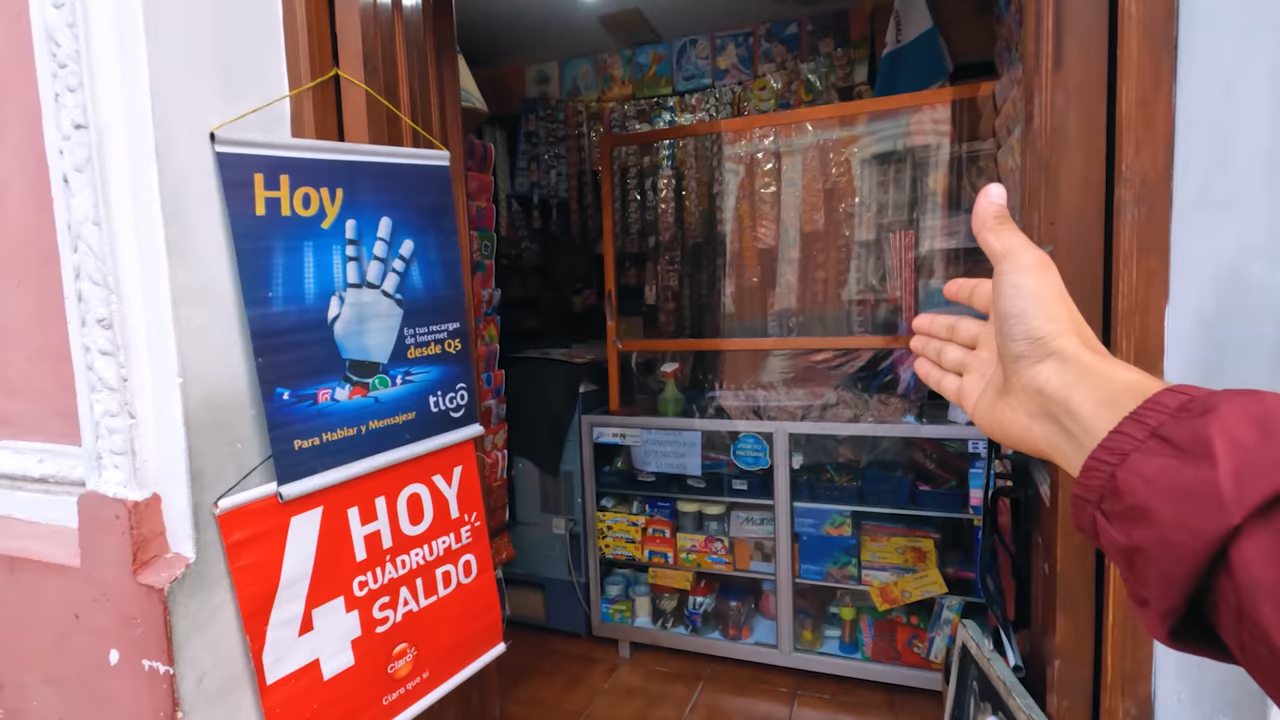 Hoy
En tus recargas
de Internet
desde Q5
tigo
Para Hablar y Mensajear
4 HOY
CUÁDRUPLE
SALDO
Claro
Claro que sí